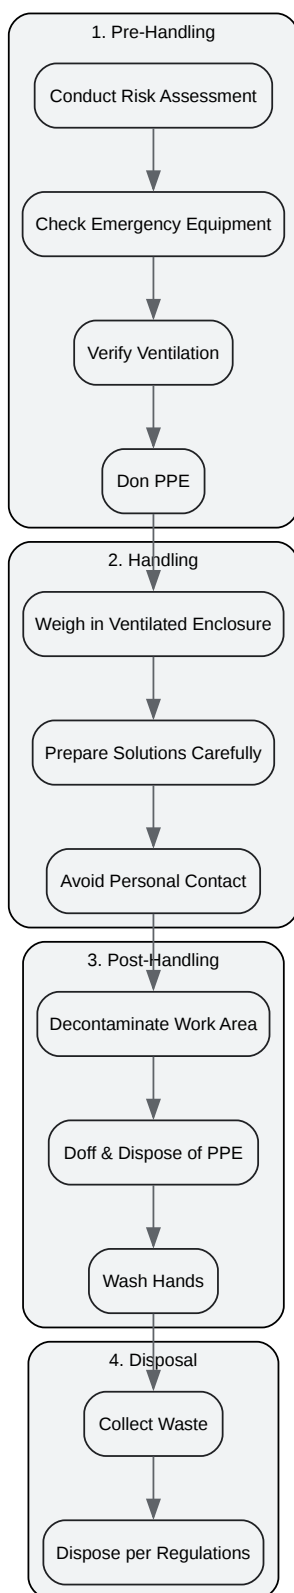 1. Pre-Handling
Conduct Risk Assessment
Check Emergency Equipment
Verify Ventilation
Don PPE
2. Handling
Weigh in Ventilated Enclosure
Prepare Solutions Carefully
Avoid Personal Contact
3. Post-Handling
Decontaminate Work Area
Doff & Dispose of PPE
Wash Hands
4. Disposal
Collect Waste
Dispose per Regulations